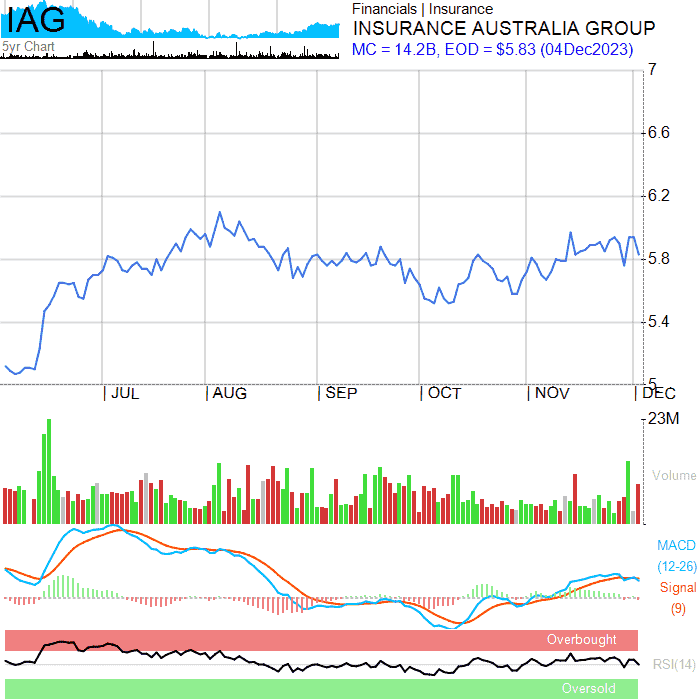 IAG
5yr Chart
Financials | Insurance
INSURANCE AUSTRALIA GROUP
MC = 14.2B, EOD = $5.83 (04Dec2023)
7
6.6
6.2
5.8
5.4
5
JUL
AUG
SEP
OCT
NOV
DEC
23M
Volume
MACD
(12-26)
Signal
(9)
Overbought
RSI(14)
Oversold